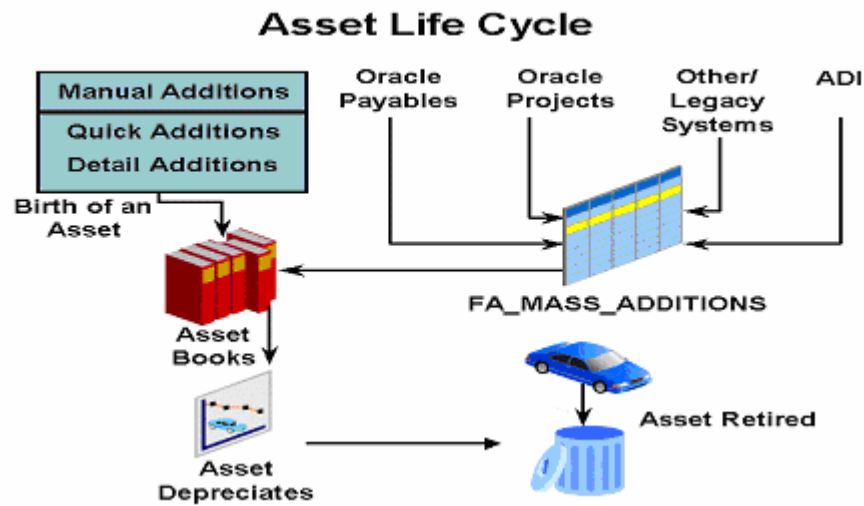 Asset Life Cycle
Manual Additions
Quick Additions
Detail Additions
Oracle
Payables
Oracle
Projects
Other/
Legacy
Systems
ADI
Birth of an
Asset
FA_MASS_ADDITIONS
Asset
Books
Asset Retired
Asset
Depreciates